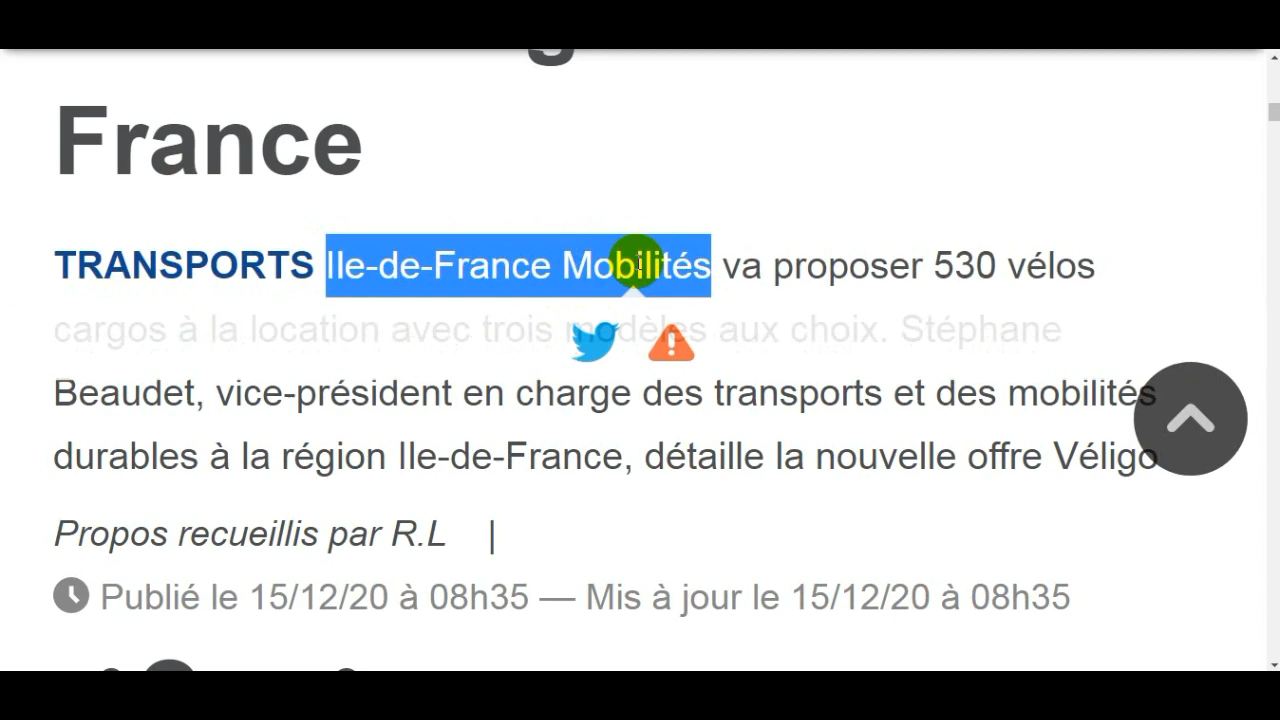 France
TRANSPORTS Ile-de-France Mobilités va proposer 530 vélos
cargos à la location avec trois modèles aux choix. Stéphane
Beaudet, vice-président en charge des transports et des mobilités
durables à la région Ile-de-France, détaille la nouvelle offre Véligo
Propos recueillis par R.L |
Publié le 15/12/20 à 08h35 — Mis à jour le 15/12/20 à 08h35